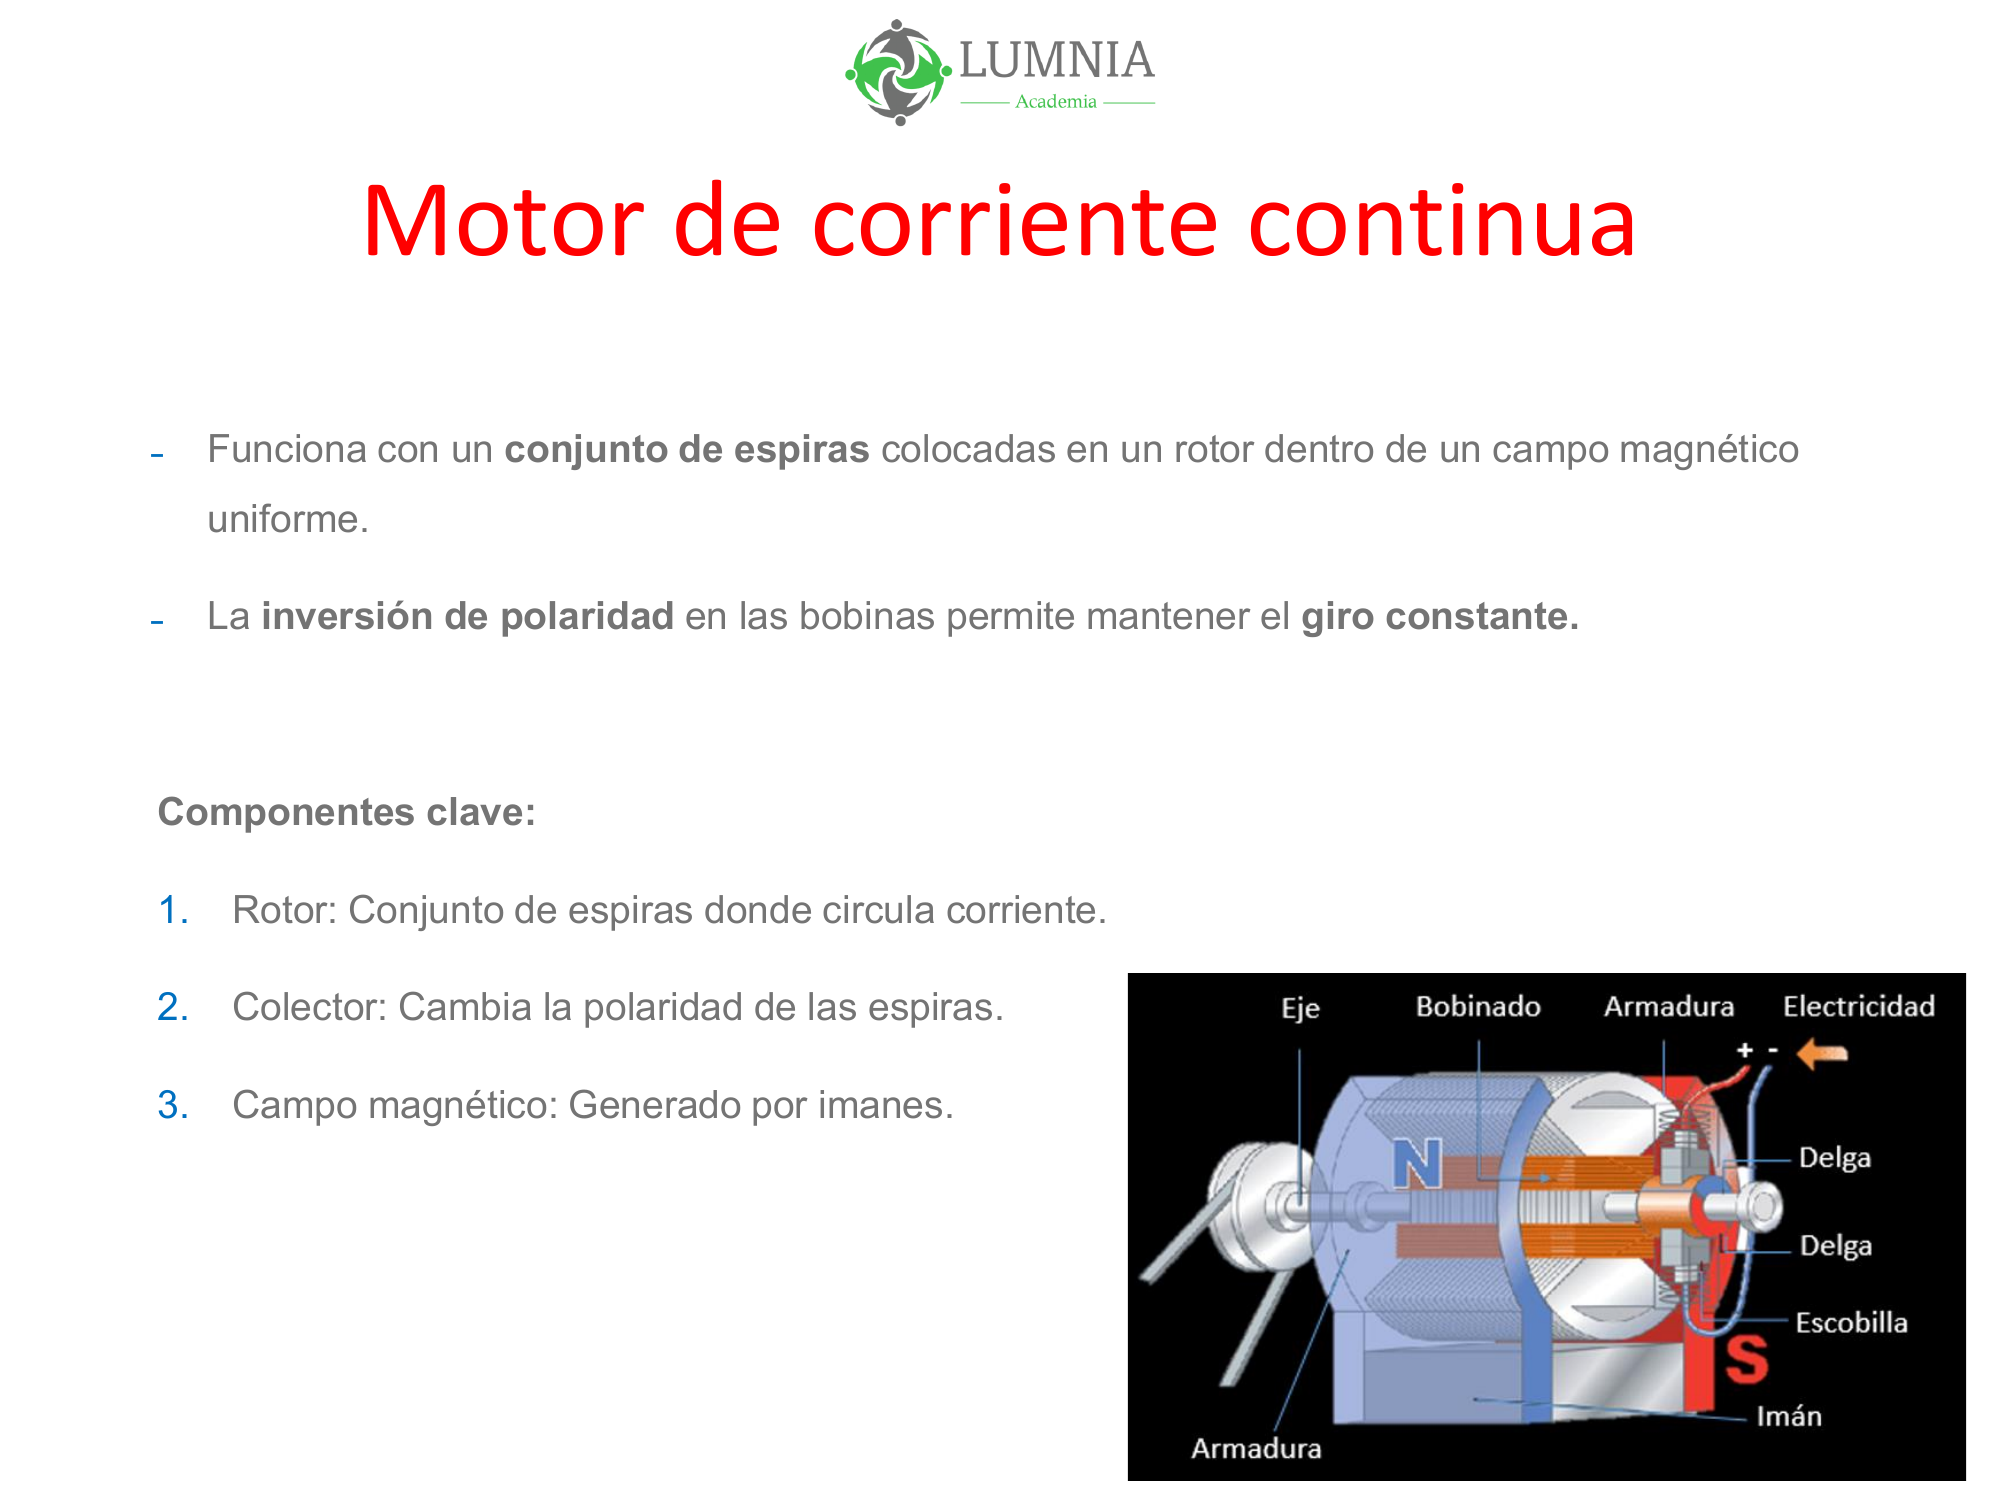 LUMNIA
Academia
Motor de corriente continua
- Funciona con un conjunto de espiras colocadas en un rotor dentro de un campo magnético
uniforme.
- La inversión de polaridad en las bobinas permite mantener el giro constante.
Componentes clave:
1. Rotor: Conjunto de espiras donde circula corriente.
2. Colector: Cambia la polaridad de las espiras.
3. Campo magnético: Generado por imanes.
Eje Bobinado Armadura Electricidad
+ -
N
Delga
Delga
Escobilla
S
Imán
Armadura